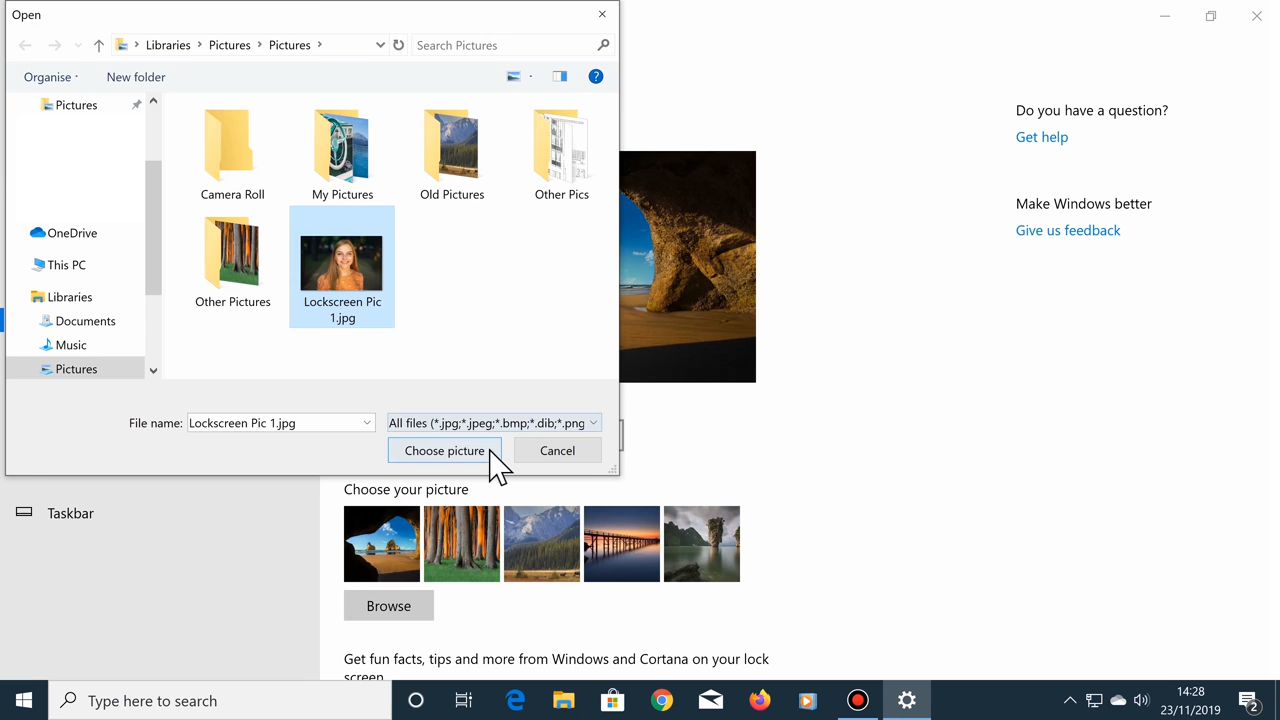 Open
Libraries Pictures Pictures
Search Pictures
Organise
New folder
?
Pictures
OneDrive
This PC
Libraries
Documents
Music
Pictures
Camera Roll
My Pictures
Old Pictures
Other Pics
Other Pictures
Lockscreen Pic
1.jpg
File name:
Lockscreen Pic 1.jpg
All files (*.jpg;*.jpeg;*.bmp;*.dib;*.png
Choose picture
Cancel
Do you have a question?
Get help
Make Windows better
Give us feedback
Taskbar
Choose your picture
Browse
Get fun facts, tips and more from Windows and Cortana on your lock
screen
Type here to search
14:28
23/11/2019
2